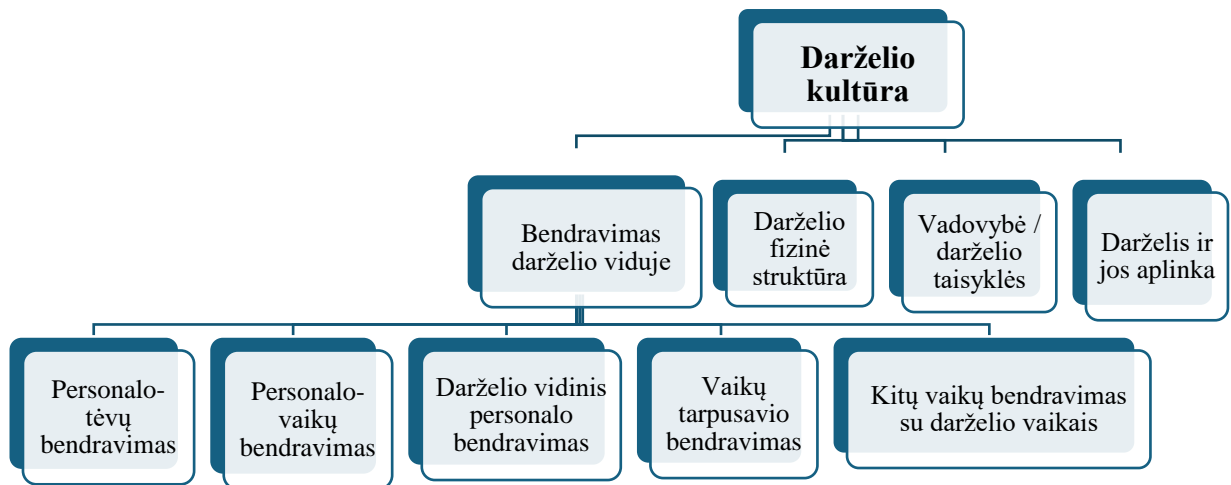 Darželio
kultūra
Bendravimas
darželio viduje
Darželio
fizinė
struktūra
Vadovybė /
darželio
taisyklės
Darželis ir
jos aplinka
Personalo-
tėvų
bendravimas
Personalo-
vaikų
bendravimas
Darželio vidinis
personalo
bendravimas
Vaikų
tarpusavio
bendravimas
Kitų vaikų bendravimas
su darželio vaikais